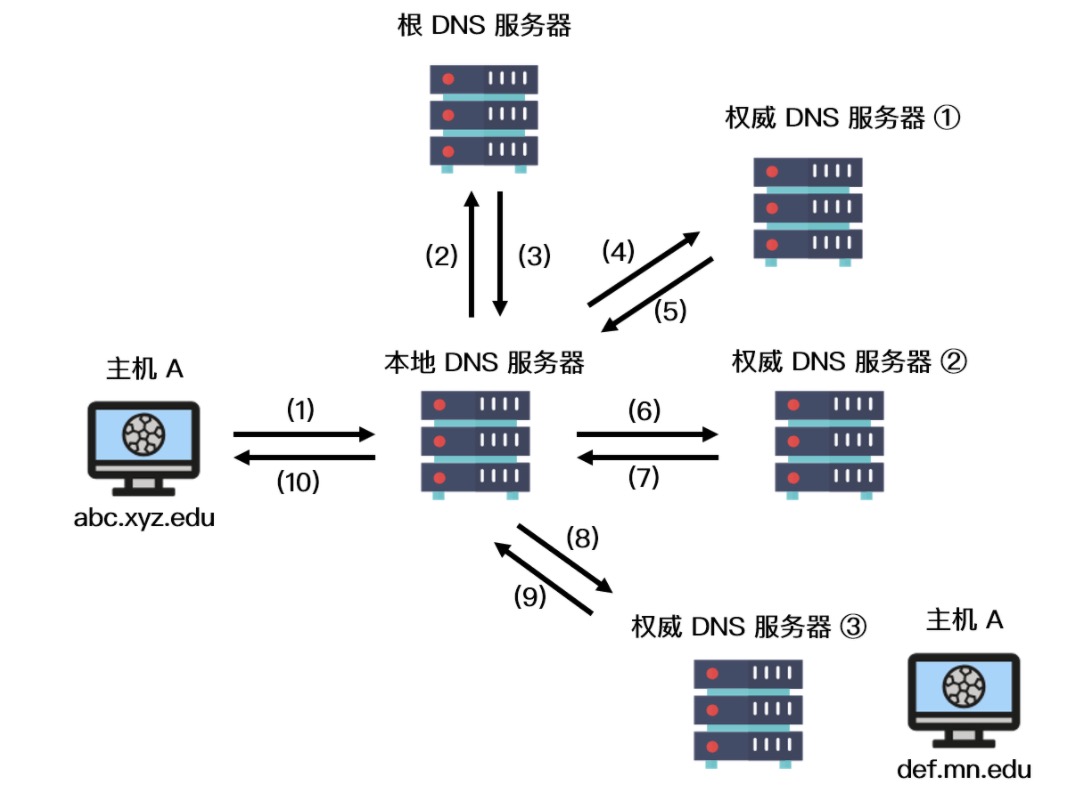 根 DNS 服务器
权威 DNS 服务器 ①
(2)
(3)
(4)
(5)
主机 A
本地 DNS 服务器
权威 DNS 服务器 ②
(1)
(6)
(10)
(7)
abc.xyz.edu
(8)
(9)
权威 DNS 服务器 ③
主机 A
def.mn.edu